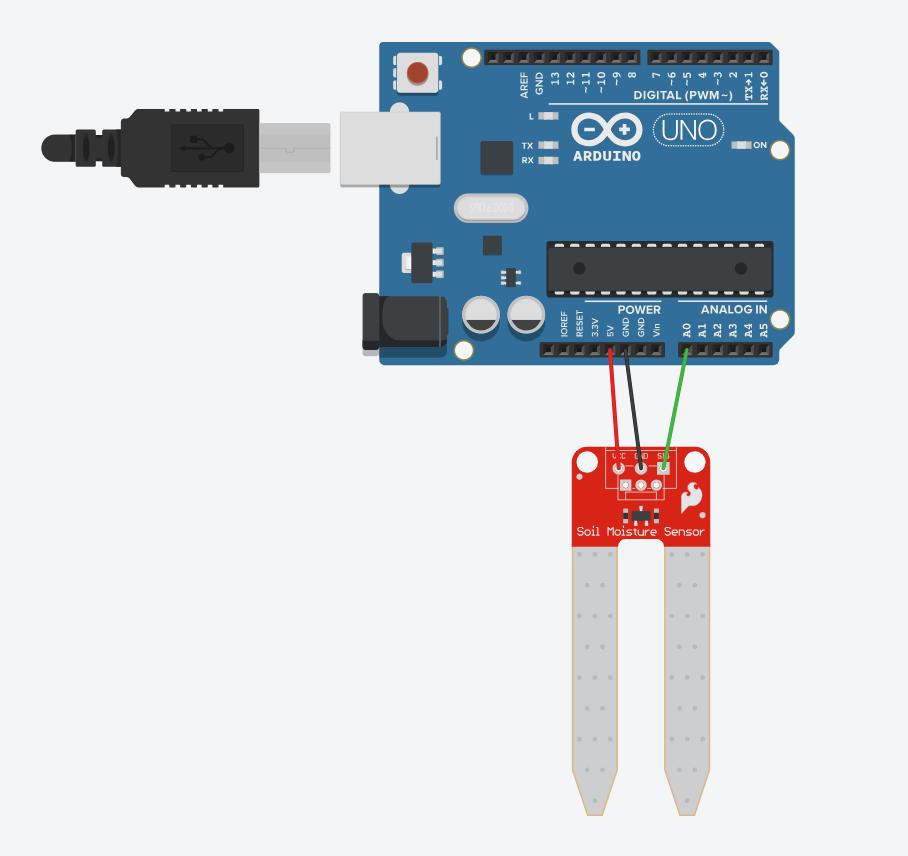 AREF
GND
13
12
~11
~10
~9
8
7
~6
~5
4
~3
2
TX→1
RX←0
DIGITAL (PWM~)
L
TX
RX
ARDUINO
UNO
ON
POWER
ANALOG IN
IOREF
RESET
3.3V
5V
GND
GND
Vin
A0
A1
A2
A3
A4
A5
VCC GND SIG
Soil Moisture Sensor